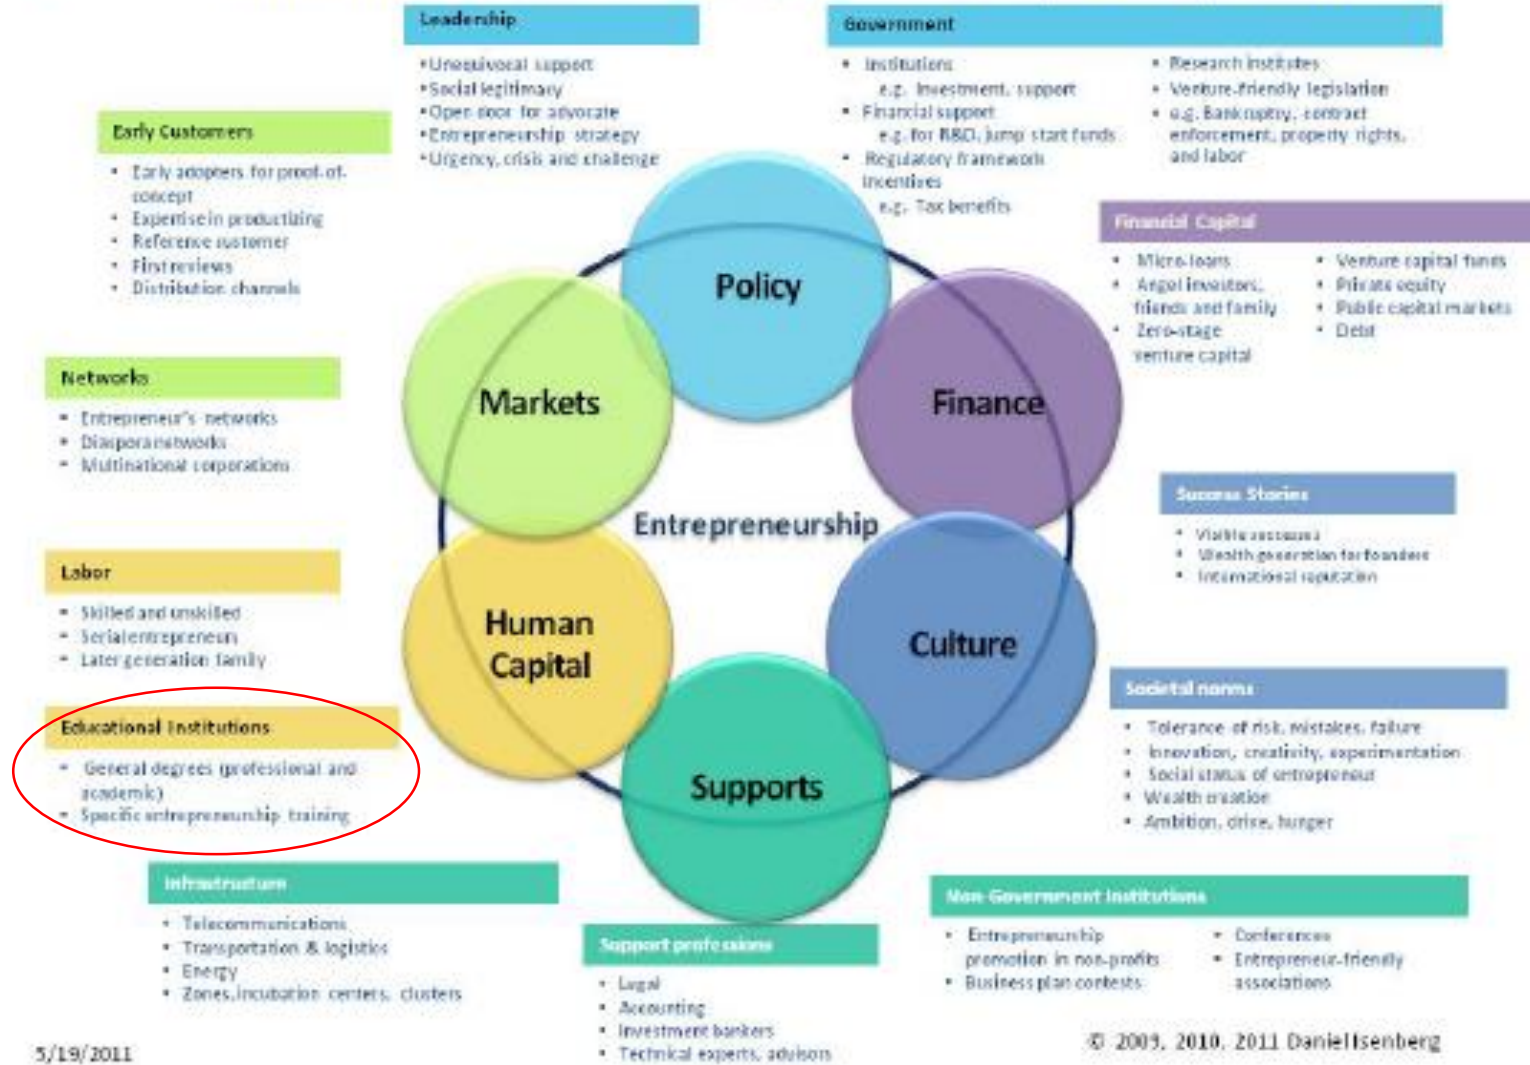 Leadership
•Unequivocal support
•Social legitimacy
•Open door for advocate
•Entrepreneurship strategy
•Urgency, crisis and challenge
Government
• Institutions
e.g. Investment, support
• Financial support
e.g. for R&D, jump start funds
• Regulatory framework
Incentives
e.g. Tax benefits
• Research institutes
• Venture-friendly legislation
• e.g. Bankruptcy, contract
enforcement, property rights,
and labor
Early Customers
• Early adopters for proof-of-
concept
• Expertise in productizing
• Reference customer
• First reviews
• Distribution channels
Financial Capital
• Micro-loans
• Angel investors,
friends and family
• Zero-stage
venture capital
• Venture capital funds
• Private equity
• Public capital markets
• Debt
Networks
• Entrepreneur's networks
• Diaspora networks
• Multinational corporations
Policy
Markets
Finance
Entrepreneurship
Human
Capital
Culture
Supports
Success Stories
• Visible successes
• Wealth generation for founders
• International reputation
Labor
• Skilled and unskilled
• Serial entrepreneurs
• Later generation family
Societal norms
• Tolerance of risk, mistakes, failure
• Innovation, creativity, experimentation
• Social status of entrepreneur
• Wealth creation
• Ambition, drive, hunger
Educational Institutions
• General degrees (professional and
academic)
• Specific entrepreneurship training
Infrastructure
• Telecommunications
• Transportation & logistics
• Energy
• Zones, incubation centers, clusters
Support professions
• Legal
• Accounting
• Investment bankers
• Technical experts, advisors
Non-Government Institutions
• Entrepreneurship
promotion in non-profits
• Business plan contests
• Conferences
• Entrepreneur-friendly
associations
5/19/2011
© 2009, 2010, 2011 Daniel Isenberg